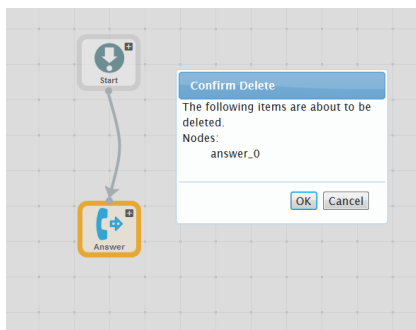 Start
Confirm Delete
The following items are about to be
deleted.
Nodes:
answer_0
OK Cancel
Answer